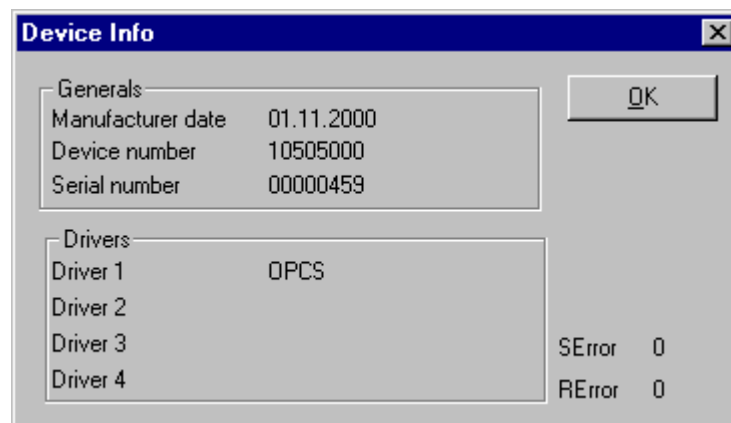 Device Info
Generals
OK
Manufacturer date 01.11.2000
Device number 10505000
Serial number 00000459
Drivers
Driver 1 OPCS
Driver 2
Driver 3
SError 0
Driver 4
RError 0